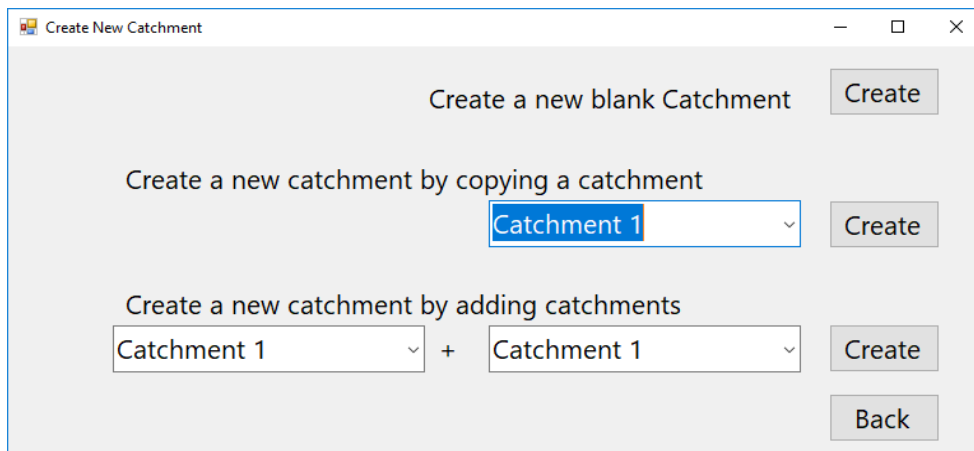 Create New Catchment
Create a new blank Catchment Create
Create a new catchment by copying a catchment
Catchment 1 Create
Create a new catchment by adding catchments
Catchment 1 + Catchment 1 Create
Back